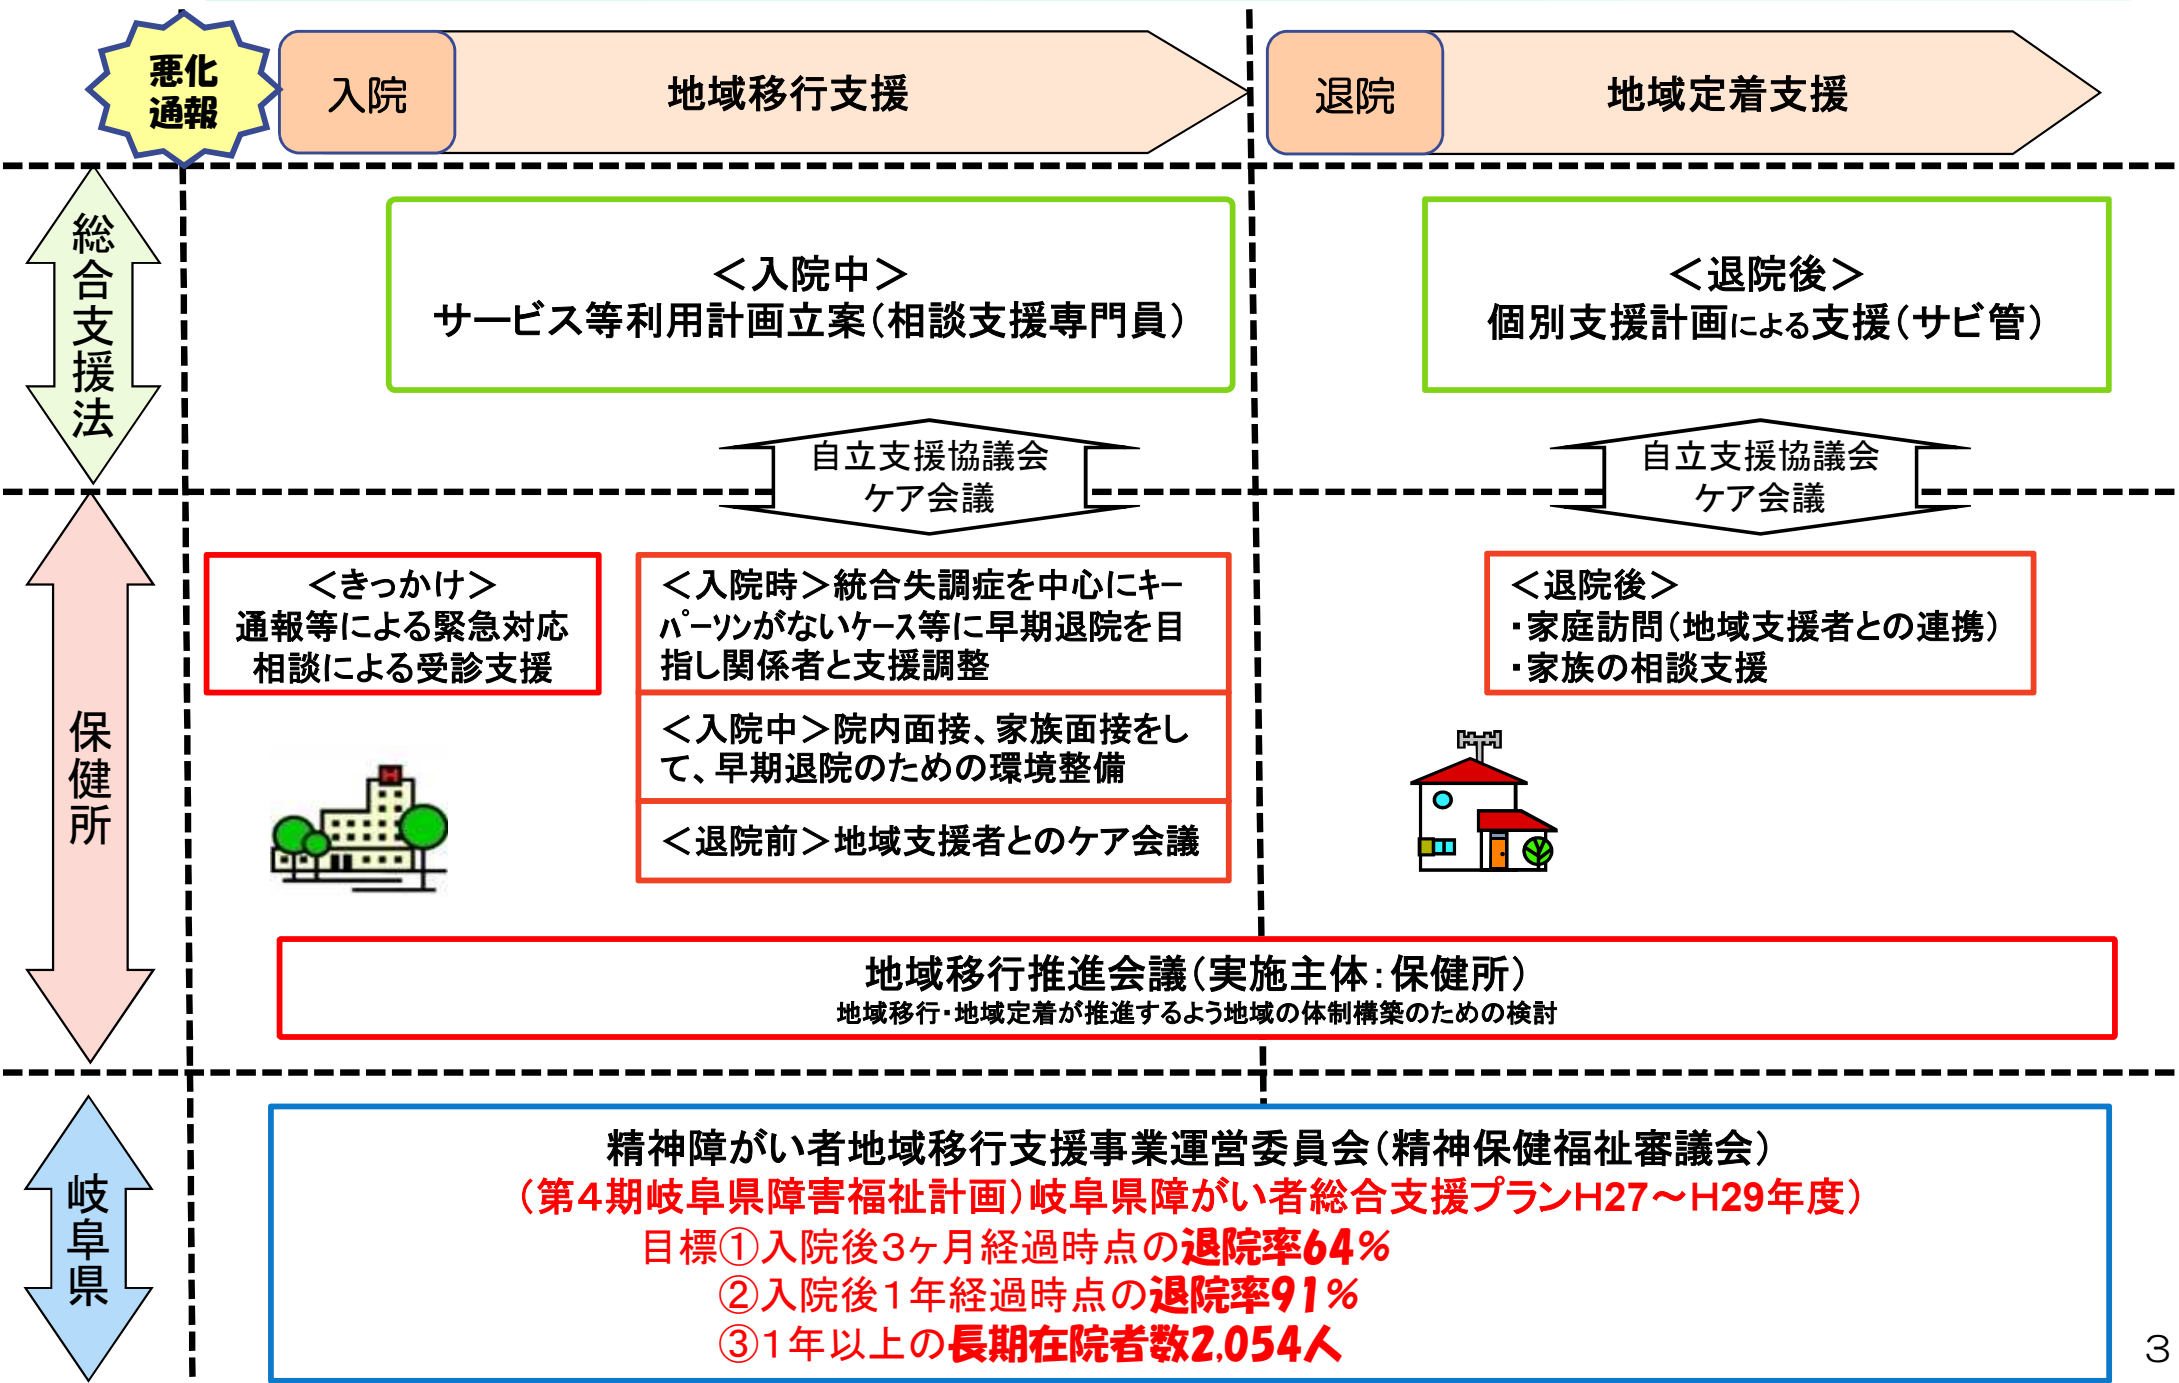 悪化
通報
入院
地域移行支援
退院
地域定着支援
総合支援法
＜入院中＞
サービス等利用計画立案（相談支援専門員）
＜退院後＞
個別支援計画による支援（サビ管）
自立支援協議会
ケア会議
自立支援協議会
ケア会議
保健所
＜きっかけ＞
通報等による緊急対応
相談による受診支援
＜入院時＞統合失調症を中心にｷｰ
ﾊﾟｰｿﾝがないｹｰｽ等に早期退院を目
指し関係者と支援調整
＜入院中＞院内面接、家族面接をし
て、早期退院のための環境整備
＜退院前＞地域支援者とのケア会議
＜退院後＞
・家庭訪問（地域支援者との連携）
・家族の相談支援
H
地域移行推進会議（実施主体：保健所）
地域移行・地域定着が推進するよう地域の体制構築のための検討
岐阜県
精神障がい者地域移行支援事業運営委員会（精神保健福祉審議会）
（第４期岐阜県障害福祉計画）岐阜県障がい者総合支援プランＨ27～Ｈ29年度）
目標①入院後３ヶ月経過時点の退院率64％
②入院後１年経過時点の退院率91％
③１年以上の長期在院者数2,054人
3